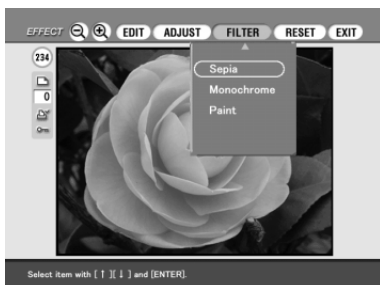 EFFECT EDIT ADJUST FILTER RESET EXIT
234
Sepia
Monochrome
0
Paint
Select item with [ ↑ ][ ↓ ] and [ENTER].